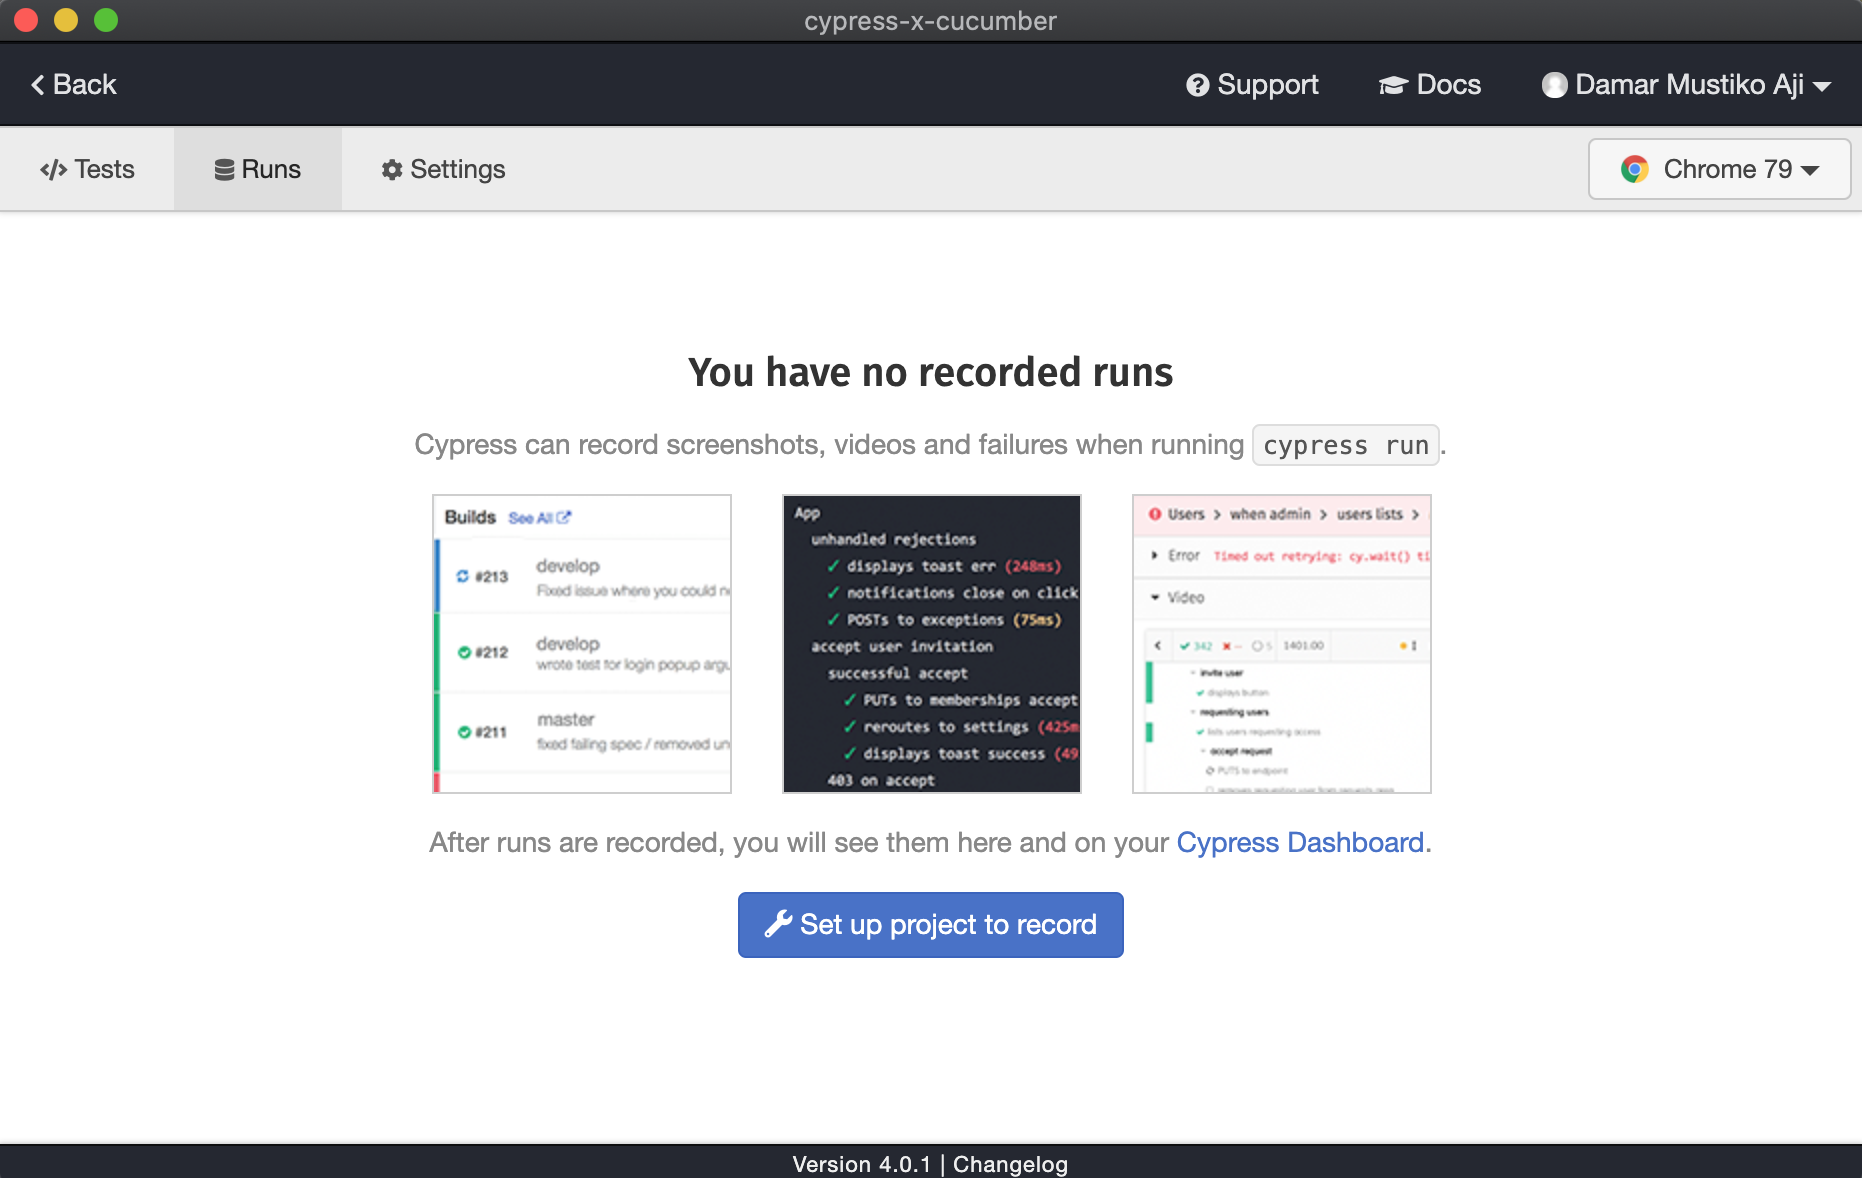 cypress-x-cucumber
Back
Support
Docs
Damar Mustiko Aji
Tests
Runs
Settings
Chrome 79
You have no recorded runs
Cypress can record screenshots, videos and failures when running cypress run.
Builds See All
#213
develop
Fixed issue where you could
#212
develop
wrote test for login popup
#211
master
fixed failing spec / removed
App
unhandled rejections
✓ displays toast err (248ms)
✓ notifications close on click
✓ POSTs to exceptions (75ms)
accept user invitation
successful accept
✓ PUTs to memberships accept
✓ reroutes to settings (425m
✓ displays toast success (49
403 on accept
Users > when admin > users lists >
Error Timed out retrying: cy.wait() ti
Video
342 -- 5 1401.00
invite user
displays button
requesting users
lists users requesting access
accept request
PUTS to endpoint
After runs are recorded, you will see them here and on your Cypress Dashboard.
Set up project to record
Version 4.0.1 | Changelog